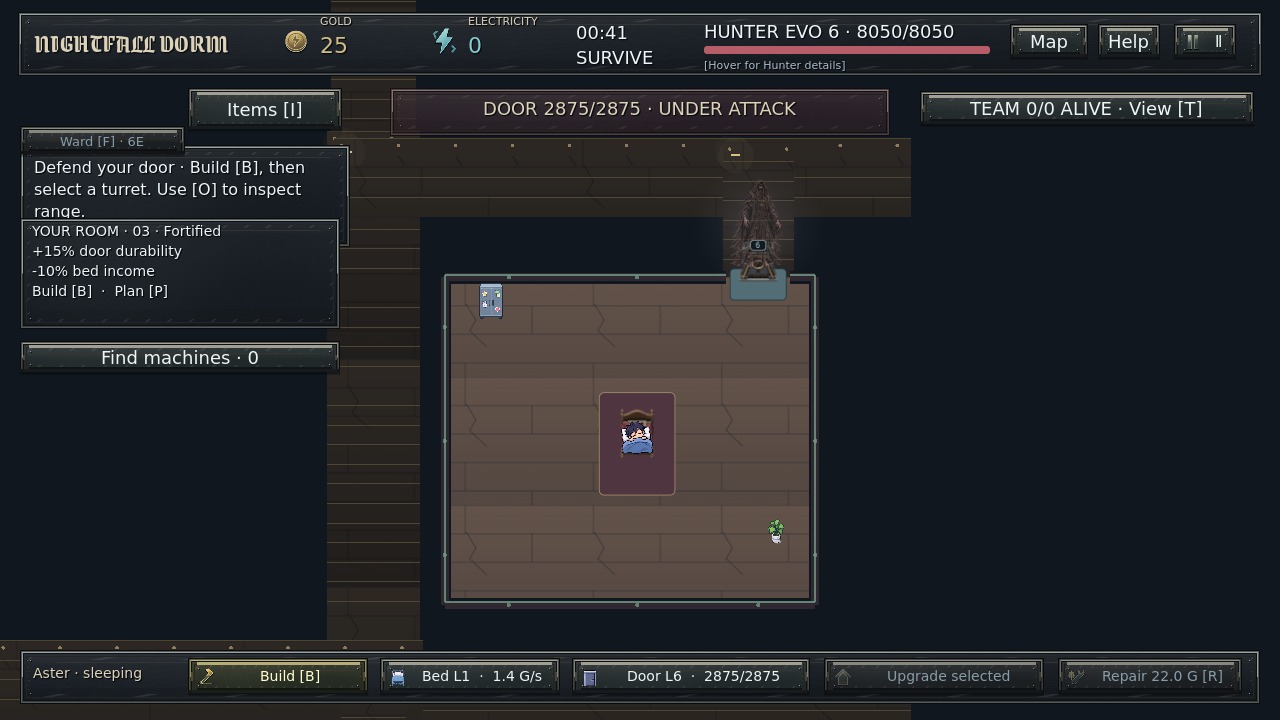 NIGHTFALL DORM
GOLD
25
ELECTRICITY
0
00:41
SURVIVE
HUNTER EVO 6 · 8050/8050
[Hover for Hunter details]
Map
Help
II
Items [I]
DOOR 2875/2875 · UNDER ATTACK
TEAM 0/0 ALIVE · View [T]
Ward [F] · 6E
Defend your door · Build [B], then
select a turret. Use [O] to inspect
range.
YOUR ROOM · 03 · Fortified
+15% door durability
-10% bed income
Build [B] · Plan [P]
Find machines · 0
6
Aster · sleeping
Build [B]
Bed L1 · 1.4 G/s
Door L6 · 2875/2875
Upgrade selected
Repair 22.0 G [R]